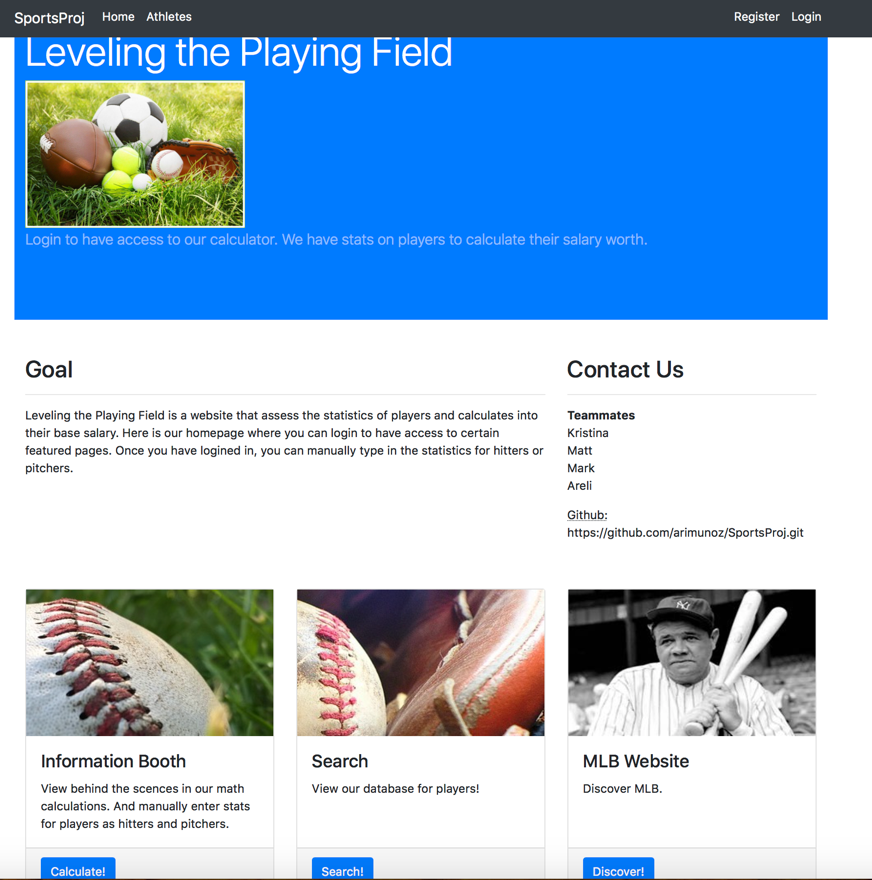 SportsProj Home Athletes Register Login
Leveling the Playing Field
Login to have access to our calculator. We have stats on players to calculate their salary worth.
Goal
Leveling the Playing Field is a website that assess the statistics of players and calculates into
their base salary. Here is our homepage where you can login to have access to certain
featured pages. Once you have logined in, you can manually type in the statistics for hitters or
pitchers.
Contact Us
Teammates
Kristina
Matt
Mark
Areli
Github:
https://github.com/arimunoz/SportsProj.git
Information Booth
View behind the scences in our math
calculations. And manually enter stats
for players as hitters and pitchers.
Calculate!
Search
View our database for players!
Search!
MLB Website
Discover MLB.
Discover!